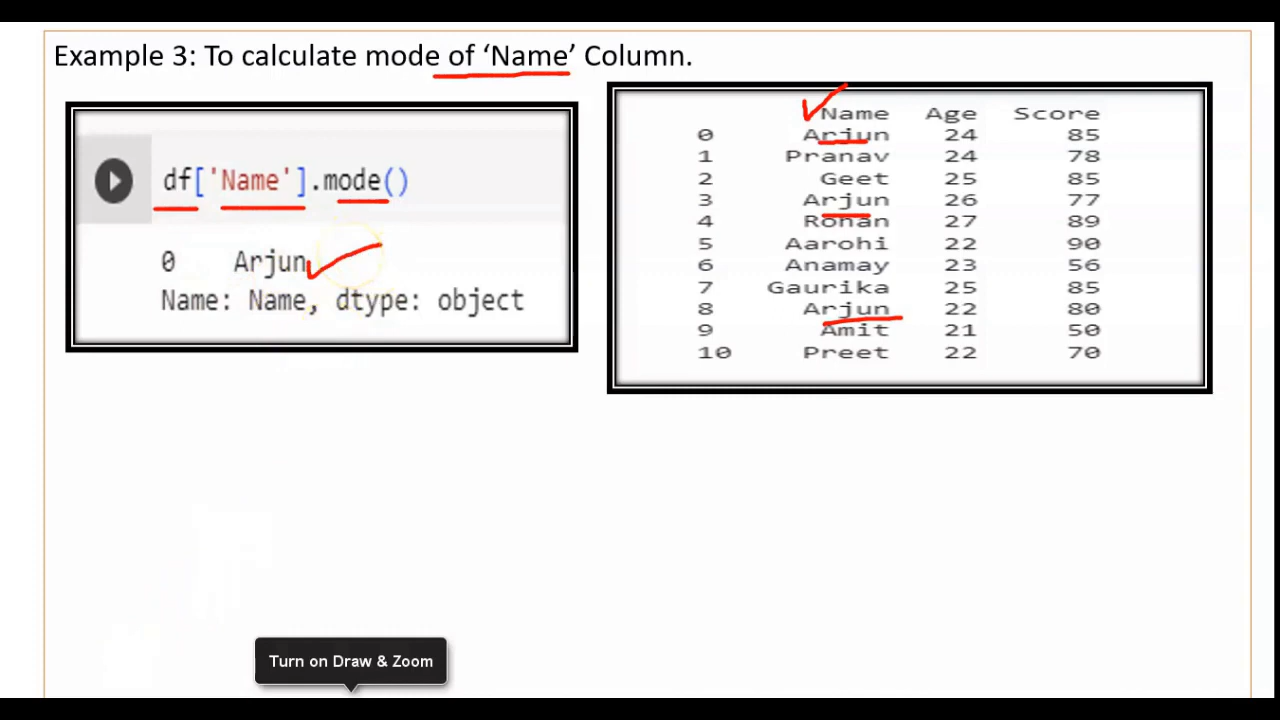 Example 3: To calculate mode of ‘Name’ Column.
df['Name'].mode()
0 Arjun
Name: Name, dtype: object
Name Age Score
0 Arjun 24 85
1 Pranav 24 78
2 Geet 25 85
3 Arjun 26 77
4 Rohan 27 89
5 Aarohi 22 90
6 Anamay 23 56
7 Gaurika 25 85
8 Arjun 22 80
9 Amit 21 50
10 Preet 22 70
Turn on Draw & Zoom